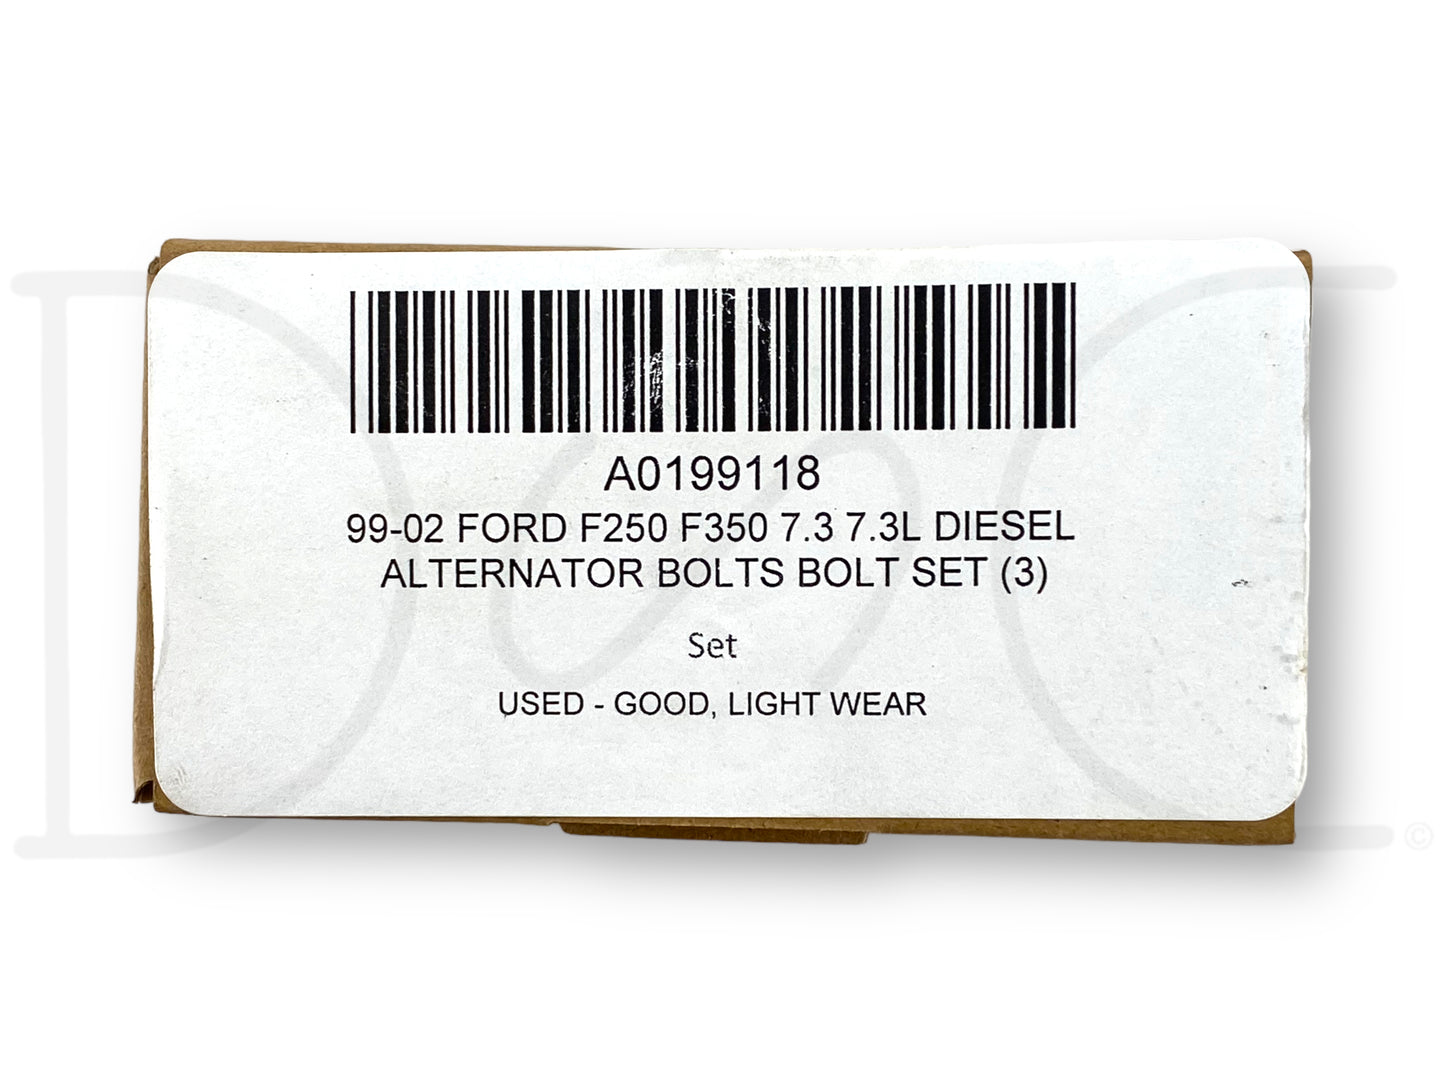 A0199118
99-02 FORD F250 F350 7.3 7.3L DIESEL
ALTERNATOR BOLTS BOLT SET (3)
Set
USED - GOOD, LIGHT WEAR
©